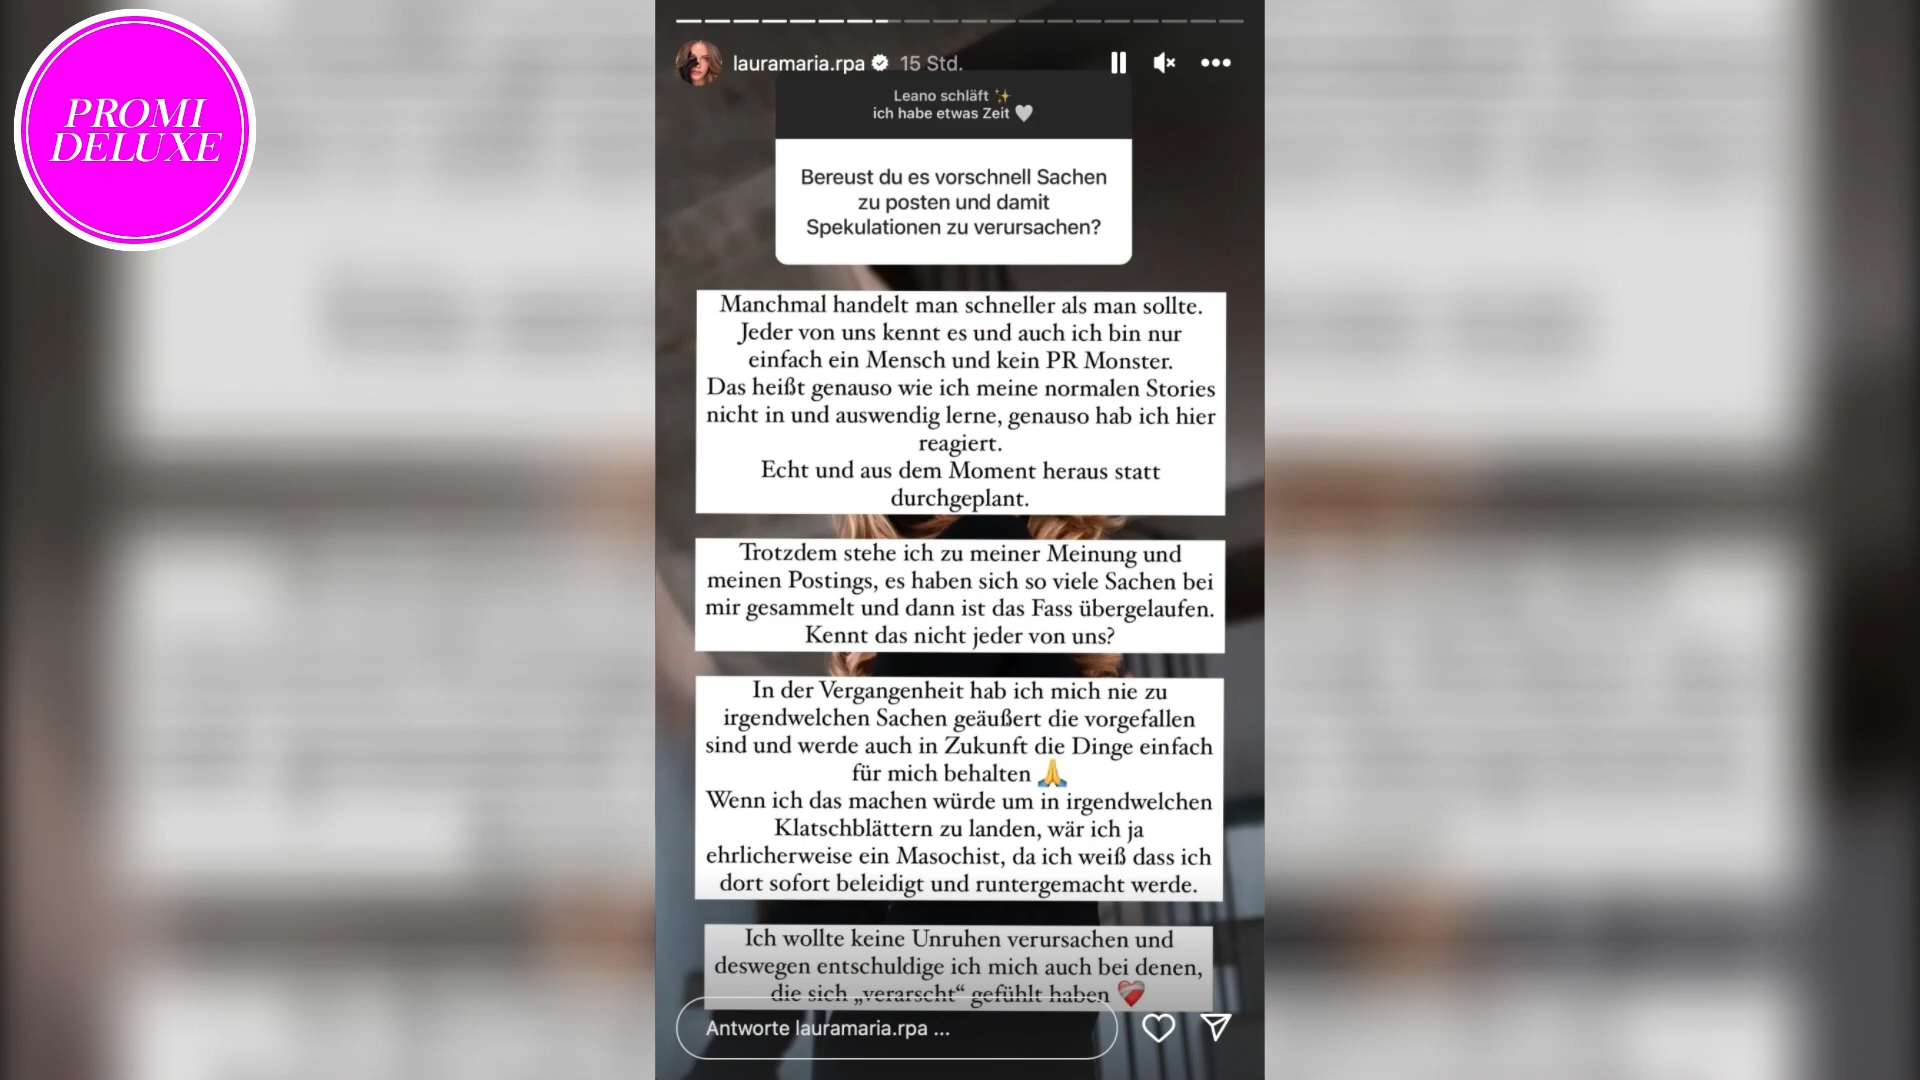 PROMI
DELUXE
lauramaria.rpa 15 Std.
Leano schläft ✨
ich habe etwas Zeit 🤍
Bereust du es vorschnell Sachen
zu posten und damit
Spekulationen zu verursachen?
Manchmal handelt man schneller als man sollte.
Jeder von uns kennt es und auch ich bin nur
einfach ein Mensch und kein PR Monster.
Das heißt genauso wie ich meine normalen Stories
nicht in und auswendig lerne, genauso hab ich hier
reagiert.
Echt und aus dem Moment heraus statt
durchgeplant.
Trotzdem stehe ich zu meiner Meinung und
meinen Postings, es haben sich so viele Sachen bei
mir gesammelt und dann ist das Fass übergelaufen.
Kennt das nicht jeder von uns?
In der Vergangenheit hab ich mich nie zu
irgendwelchen Sachen geäußert die vorgefallen
sind und werde auch in Zukunft die Dinge einfach
für mich behalten 🙏
Wenn ich das machen würde um in irgendwelchen
Klatschblättern zu landen, wär ich ja
ehrlicherweise ein Masochist, da ich weiß dass ich
dort sofort beleidigt und runtergemacht werde.
Ich wollte keine Unruhen verursachen und
deswegen entschuldige ich mich auch bei denen,
die sich „verarscht“ gefühlt haben ❤️‍🩹
Antworte lauramaria.rpa ...